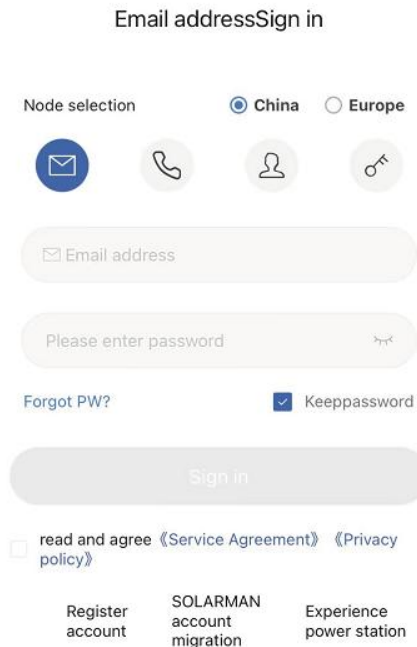 Email addressSign in
Node selection China Europe
Email address
Please enter password
Forgot PW? Keeppassword
Sign in
read and agree 《Service Agreement》 《Privacy
policy》
Register
account
SOLARMAN
account
migration
Experience
power station